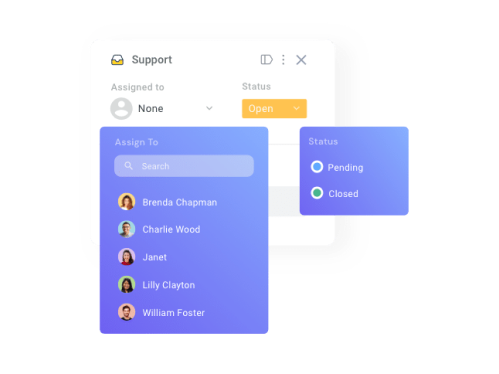 Support
Assigned to
Status
None
Open
Assign To
Search
Brenda Chapman
Charlie Wood
Janet
Lilly Clayton
William Foster
Status
Pending
Closed